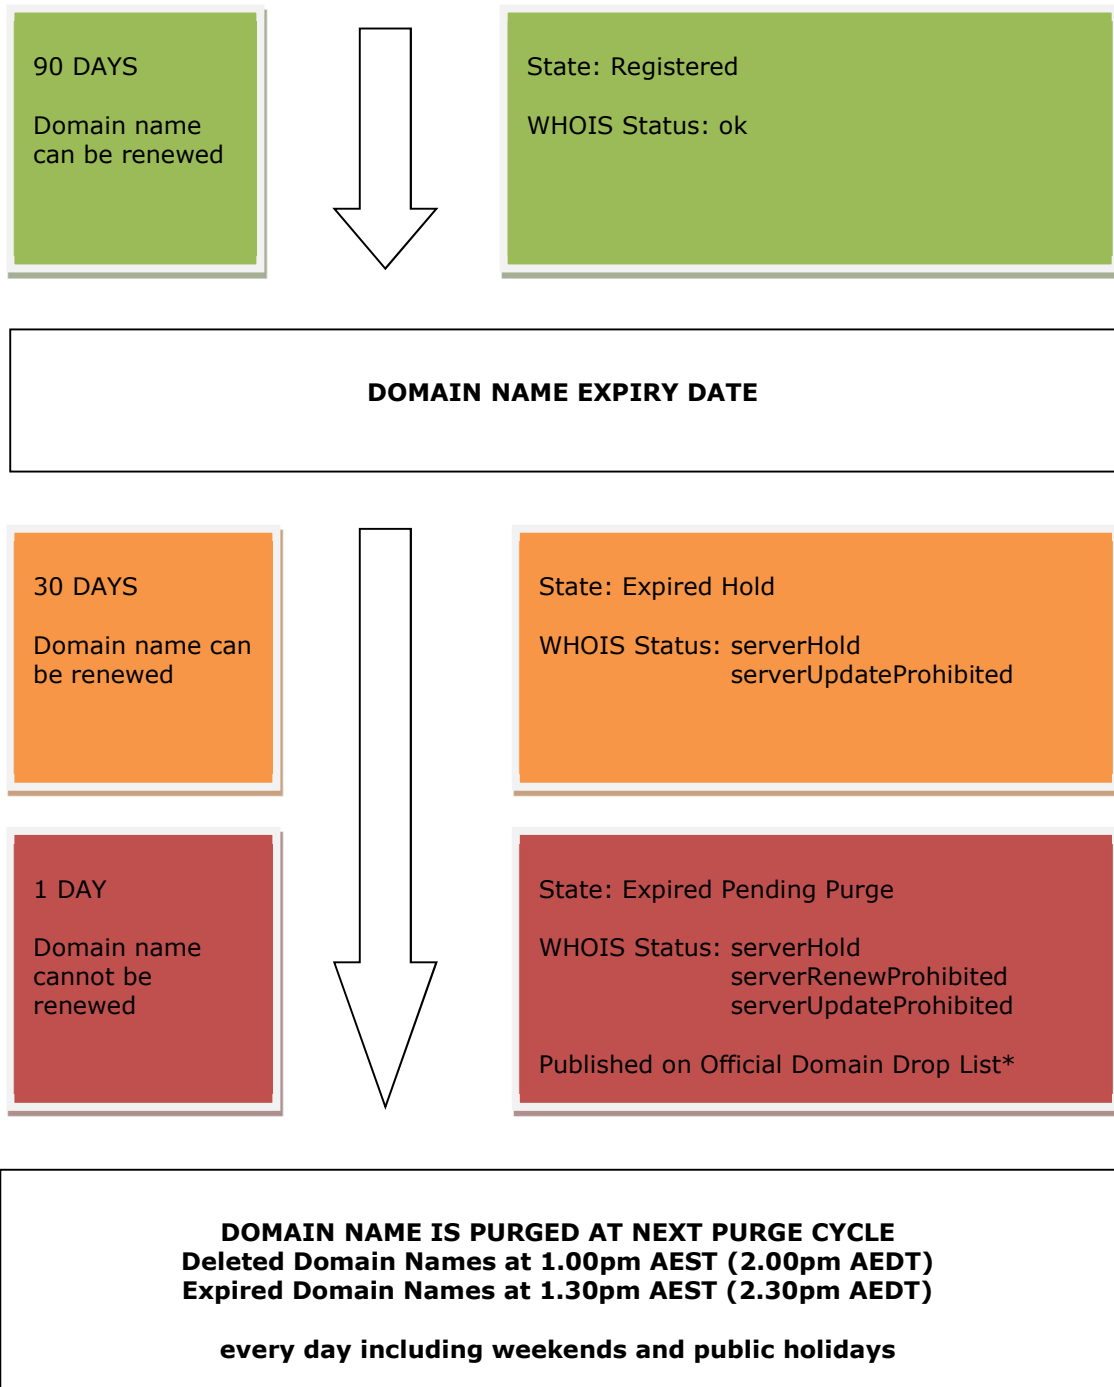 90 DAYS
Domain name
can be renewed
State: Registered
WHOIS Status: ok
DOMAIN NAME EXPIRY DATE
30 DAYS
Domain name can
be renewed
State: Expired Hold
WHOIS Status: serverHold
serverUpdateProhibited
1 DAY
Domain name
cannot be
renewed
State: Expired Pending Purge
WHOIS Status: serverHold
serverRenewProhibited
serverUpdateProhibited
Published on Official Domain Drop List*
DOMAIN NAME IS PURGED AT NEXT PURGE CYCLE
Deleted Domain Names at 1.00pm AEST (2.00pm AEDT)
Expired Domain Names at 1.30pm AEST (2.30pm AEDT)
every day including weekends and public holidays